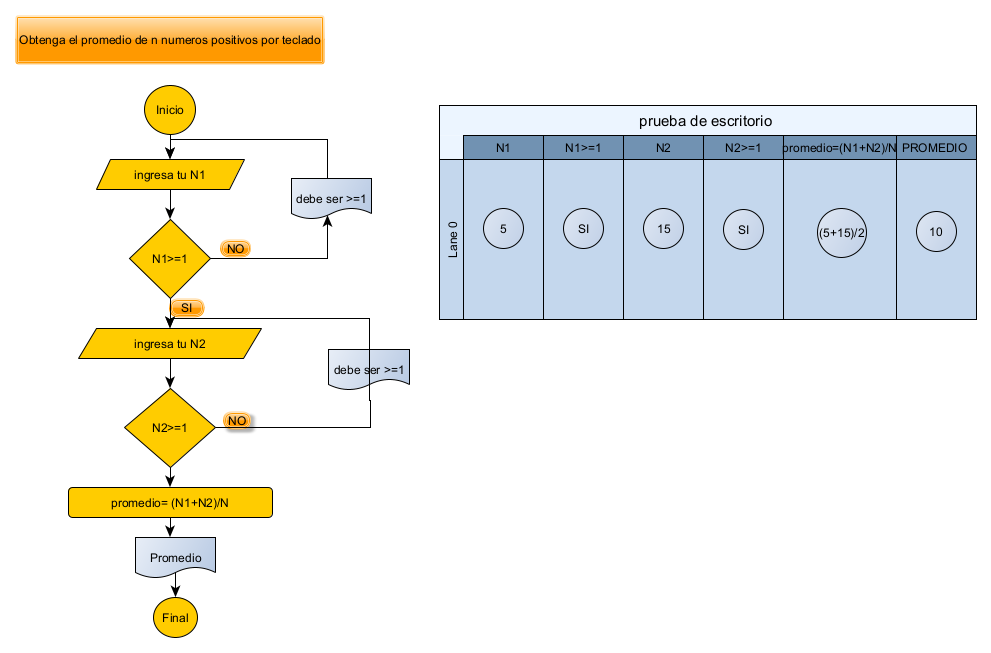 Obtenga el promedio de n numeros positivos por teclado
Inicio
ingresa tu N1
debe ser >=1
N1>=1
NO
SI
ingresa tu N2
debe ser >=1
N2>=1
NO
promedio= (N1+N2)/N
Promedio
Final
prueba de escritorio
N1
N1>=1
N2
N2>=1
promedio=(N1+N2)/N
PROMEDIO
Lane 0
5
SI
15
SI
(5+15)/2
10